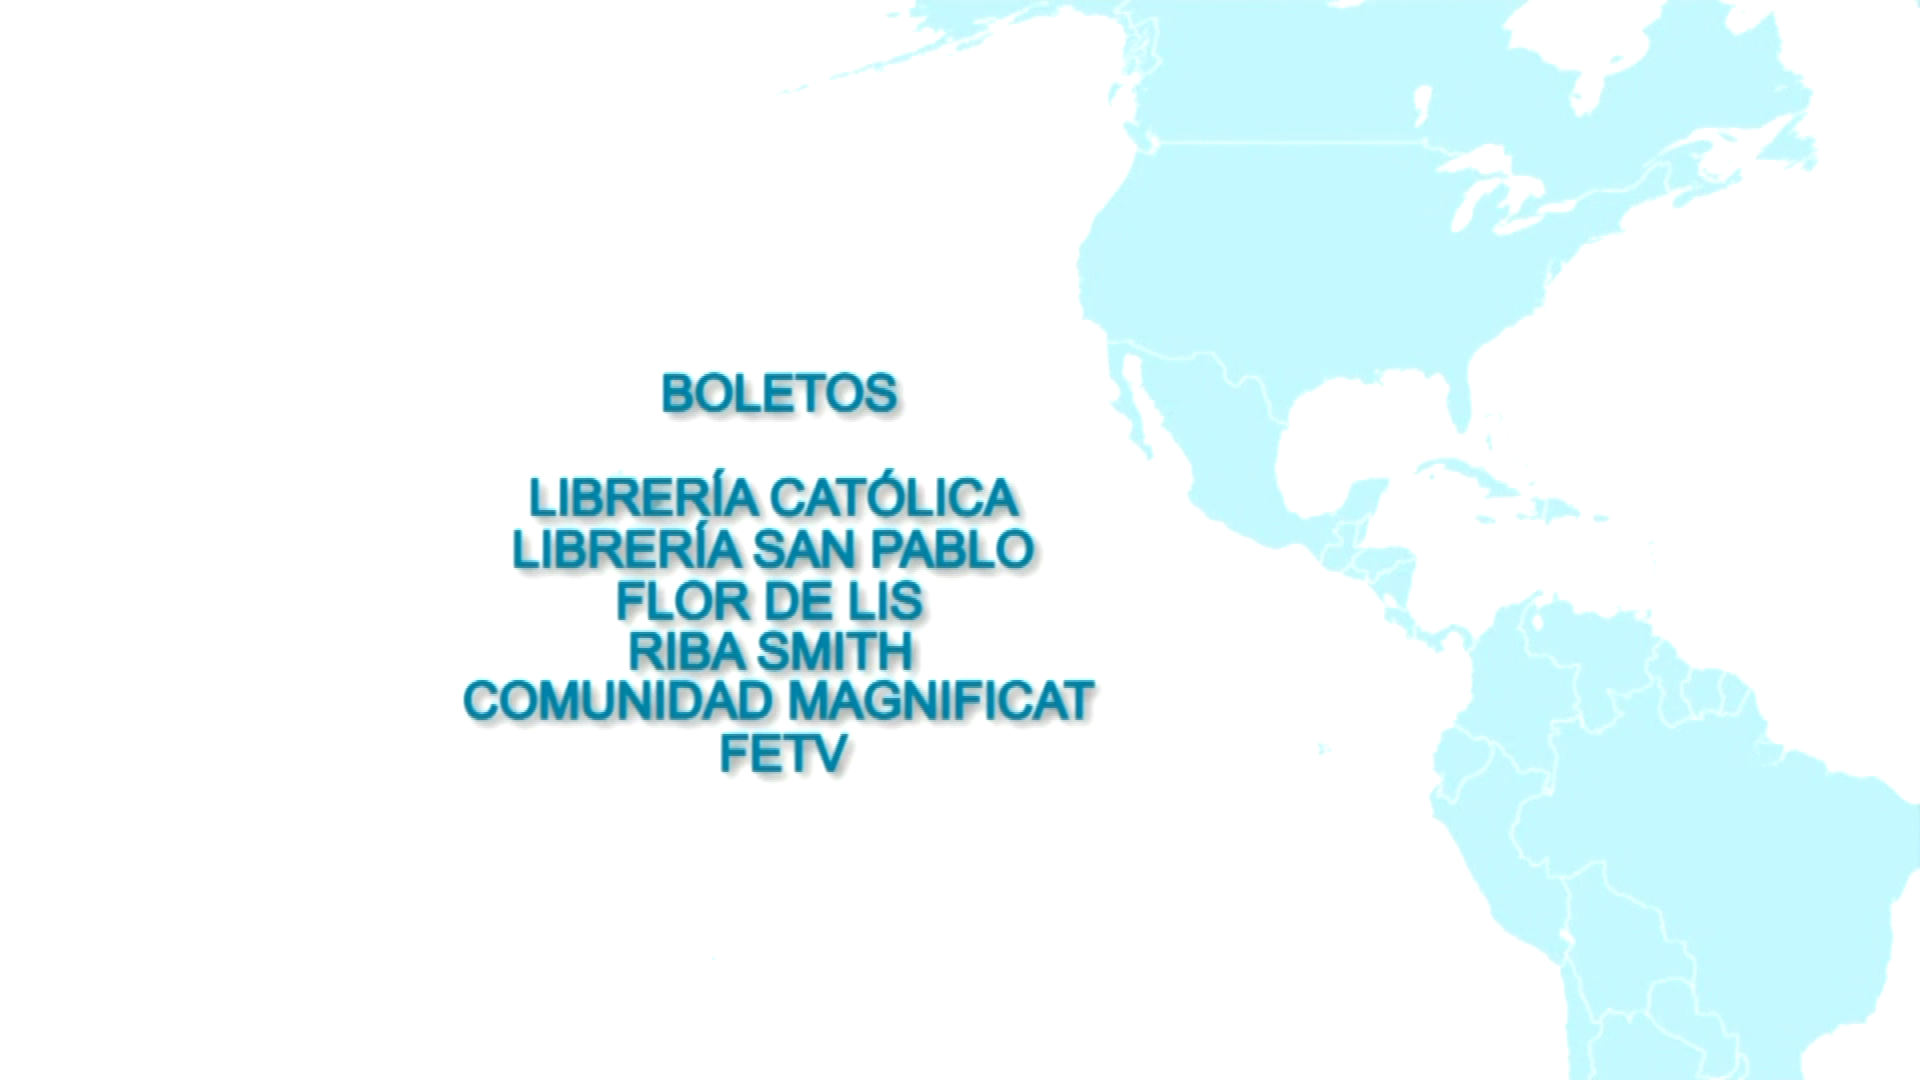 BOLETOS
LIBRERÍA CATÓLICA
LIBRERÍA SAN PABLO
FLOR DE LIS
RIBA SMITH
COMUNIDAD MAGNIFICAT
FETV